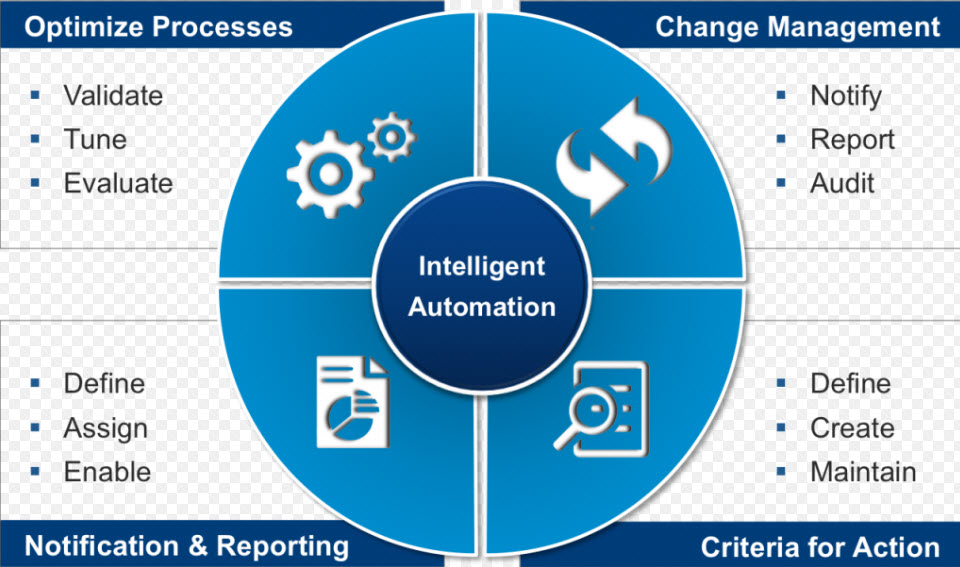 Optimize Processes
Validate
Tune
Evaluate
Change Management
Notify
Report
Audit
Intelligent
Automation
Define
Assign
Enable
Notification & Reporting
Define
Create
Maintain
Criteria for Action